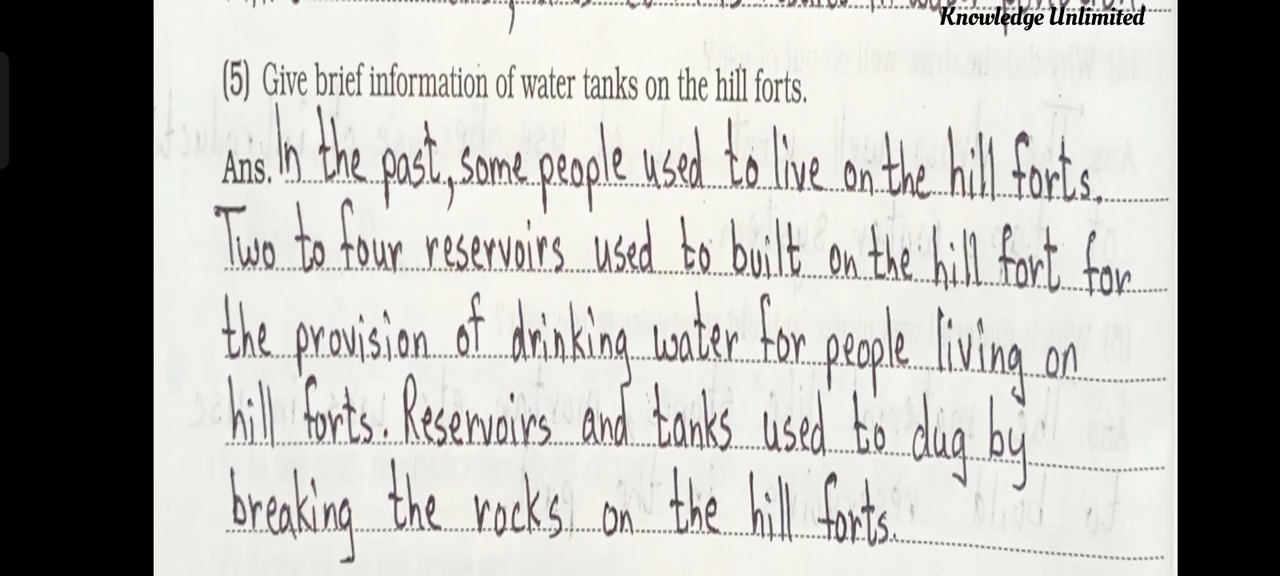 Knowledge Unlimited
(5) Give brief information of water tanks on the hill forts.
Ans. In the past, some people used to live on the hill forts.
Two to four reservoirs used to built on the hill fort for
the provision of drinking water for people living on
hill forts. Reservoirs and tanks used to dug by
breaking the rocks on the hill forts.